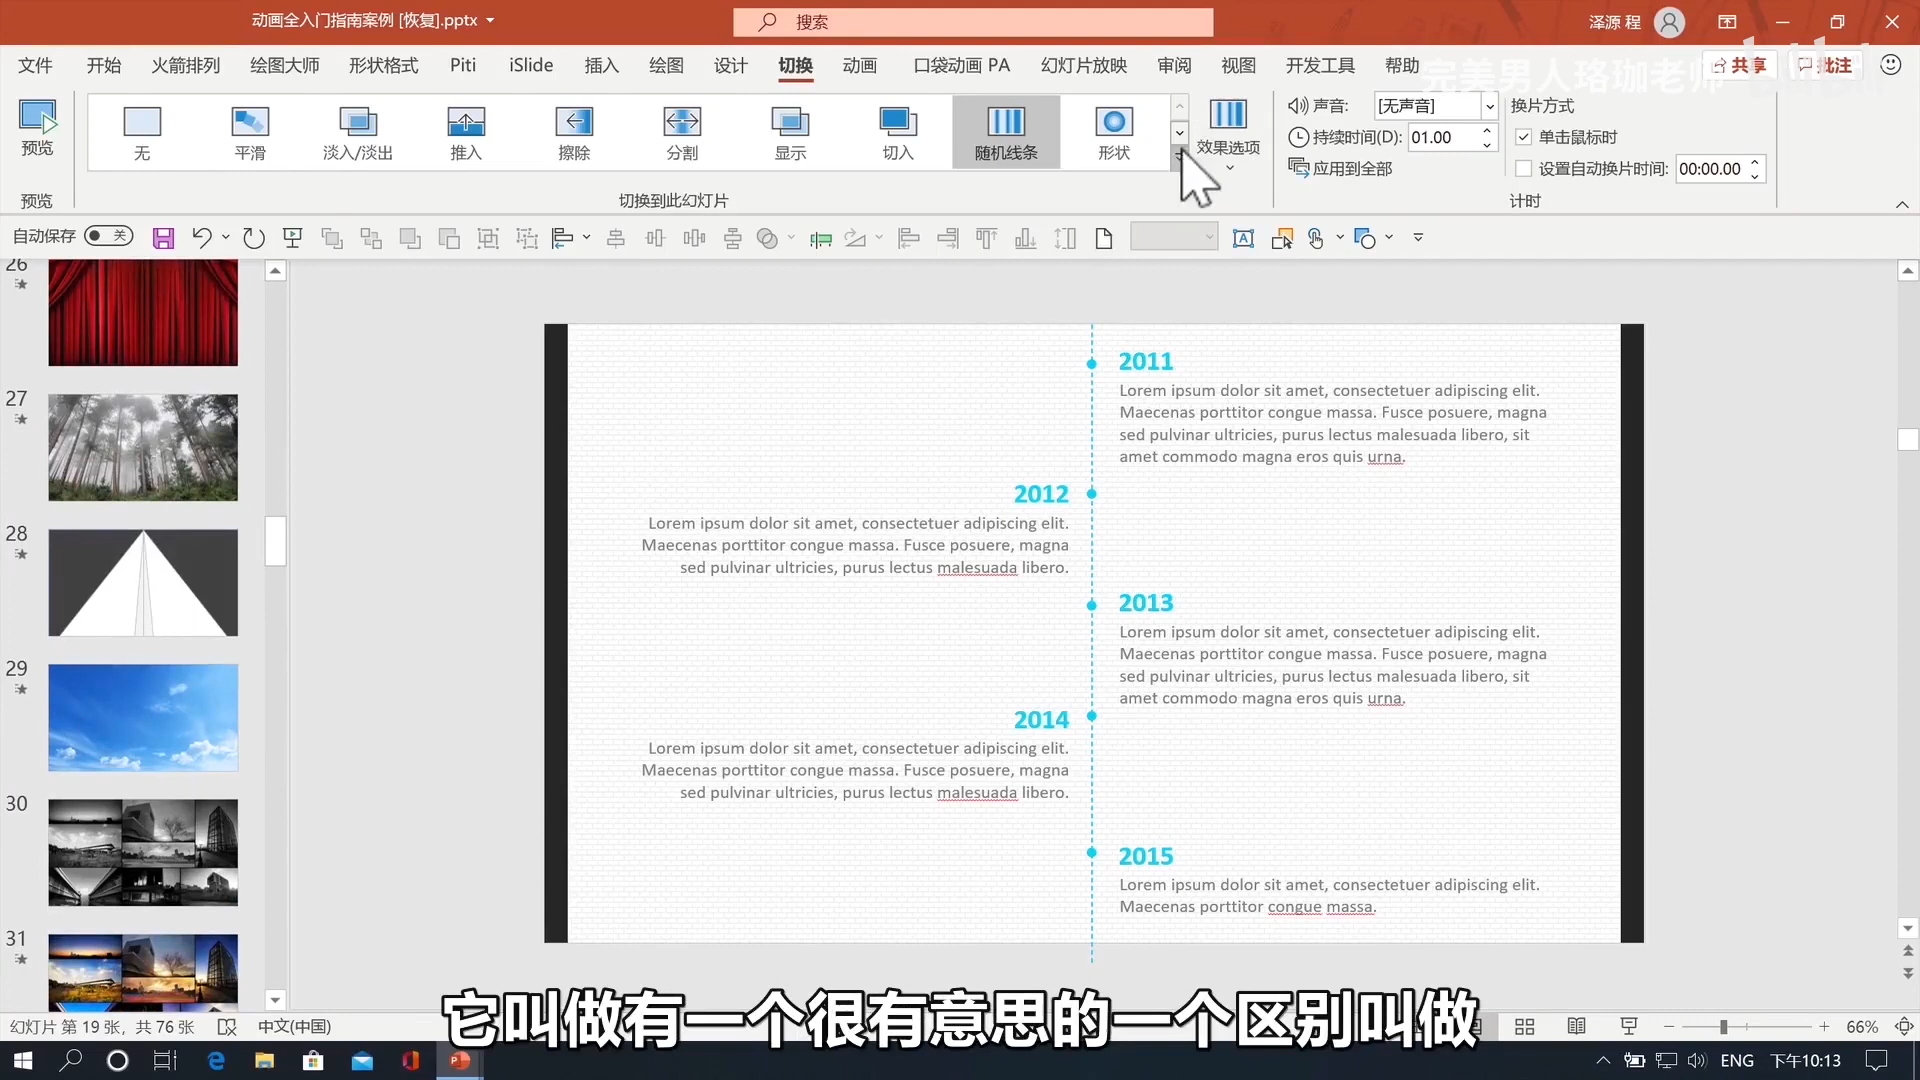 动画全入门指南案例 [恢复].pptx
搜索
泽源 程
文件 开始 火箭排列 绘图大师 形状格式 Piti iSlide 插入 绘图 设计 切换 动画 口袋动画 PA 幻灯片放映 审阅 视图 开发工具 帮助
共享 批注
完美男人珞珈老师
预览
无 平滑 淡入/淡出 推入 擦除 分割 显示 切入 随机线条 形状
效果选项
声音: [无声音] 换片方式
持续时间(D): 01.00 单击鼠标时
应用到全部 设置自动换片时间: 00:00.00
预览 切换到此幻灯片 计时
自动保存 关
26
27
28
29
30
31
2011
Lorem ipsum dolor sit amet, consectetuer adipiscing elit.
Maecenas porttitor congue massa. Fusce posuere, magna
sed pulvinar ultricies, purus lectus malesuada libero, sit
amet commodo magna eros quis urna.
2012
Lorem ipsum dolor sit amet, consectetuer adipiscing elit.
Maecenas porttitor congue massa. Fusce posuere, magna
sed pulvinar ultricies, purus lectus malesuada libero.
2013
Lorem ipsum dolor sit amet, consectetuer adipiscing elit.
Maecenas porttitor congue massa. Fusce posuere, magna
sed pulvinar ultricies, purus lectus malesuada libero, sit
amet commodo magna eros quis urna.
2014
Lorem ipsum dolor sit amet, consectetuer adipiscing elit.
Maecenas porttitor congue massa. Fusce posuere, magna
sed pulvinar ultricies, purus lectus malesuada libero.
2015
Lorem ipsum dolor sit amet, consectetuer adipiscing elit.
Maecenas porttitor congue massa.
它叫做有一个很有意思的一个区别叫做
幻灯片 第 19 张，共 76 张 中文(中国)
66%
ENG 下午10:13